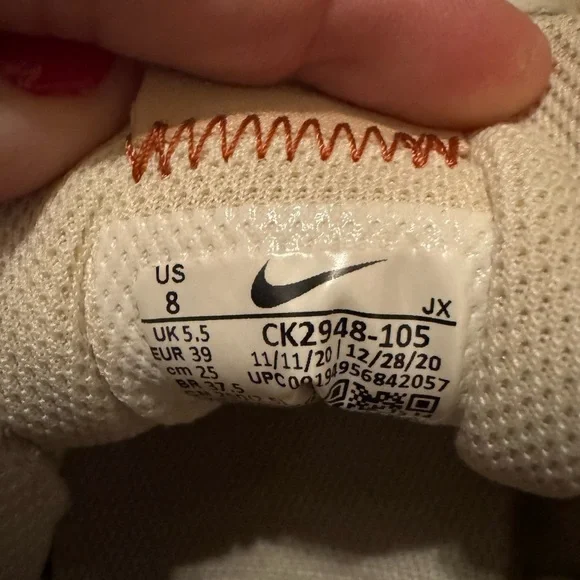 US
8
JX
UK 5.5
EUR 39
cm 25
BR 37.5
CK2948-105
11/11/20 | 12/28/20